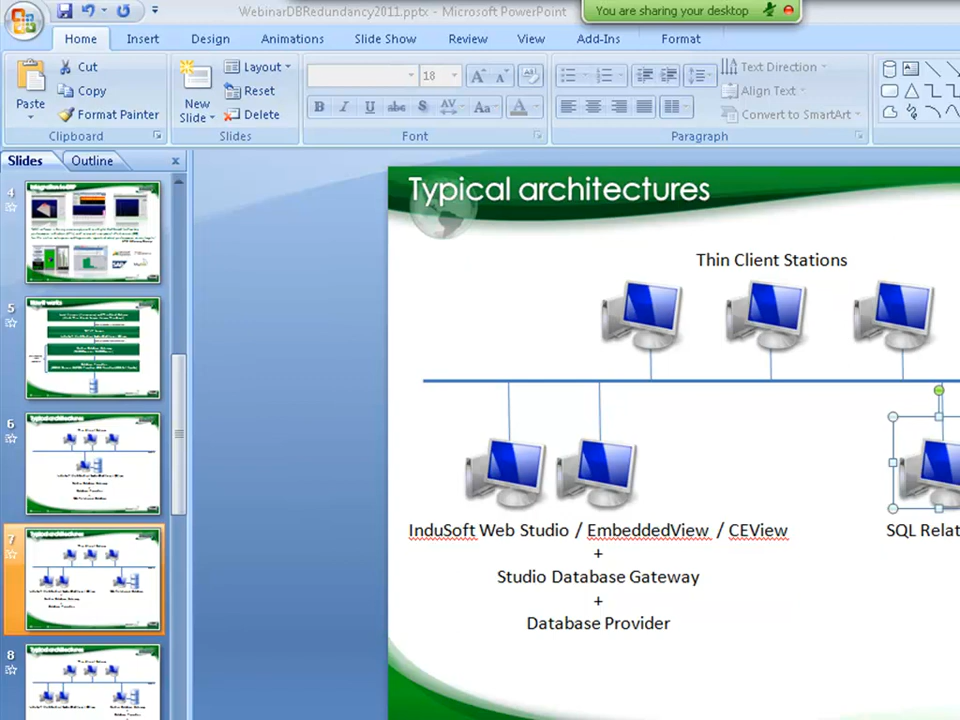 WebinarDBRedundancy2011.pptx - Microsoft PowerPoint
You are sharing your desktop
Home Insert Design Animations Slide Show Review View Add-Ins Format
Paste
Cut
Copy
Format Painter
Clipboard
New Slide
Layout
Reset
Delete
Slides
18
B I U abc S AV Aa A
Font
Text Direction
Align Text
Convert to SmartArt
Paragraph
Slides Outline x
4
5
6
7
8
Typical architectures
Thin Client Stations
InduSoft Web Studio / EmbeddedView / CEView
+
Studio Database Gateway
+
Database Provider
SQL Relat